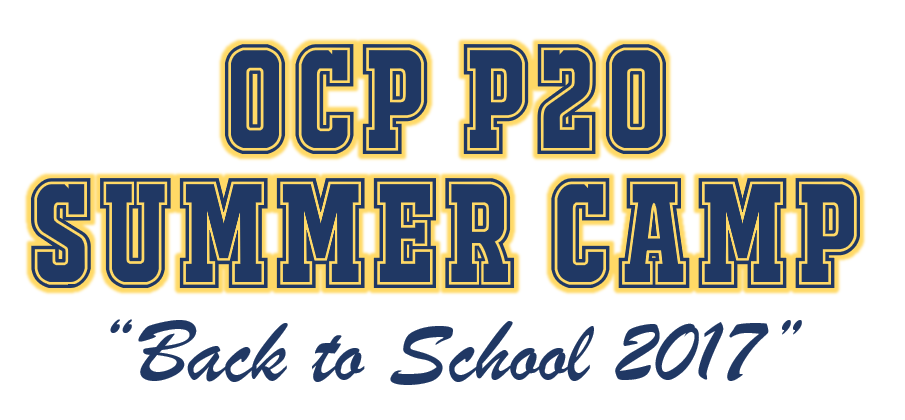 OCP P20
SUMMER CAMP
“Back to School 2017”